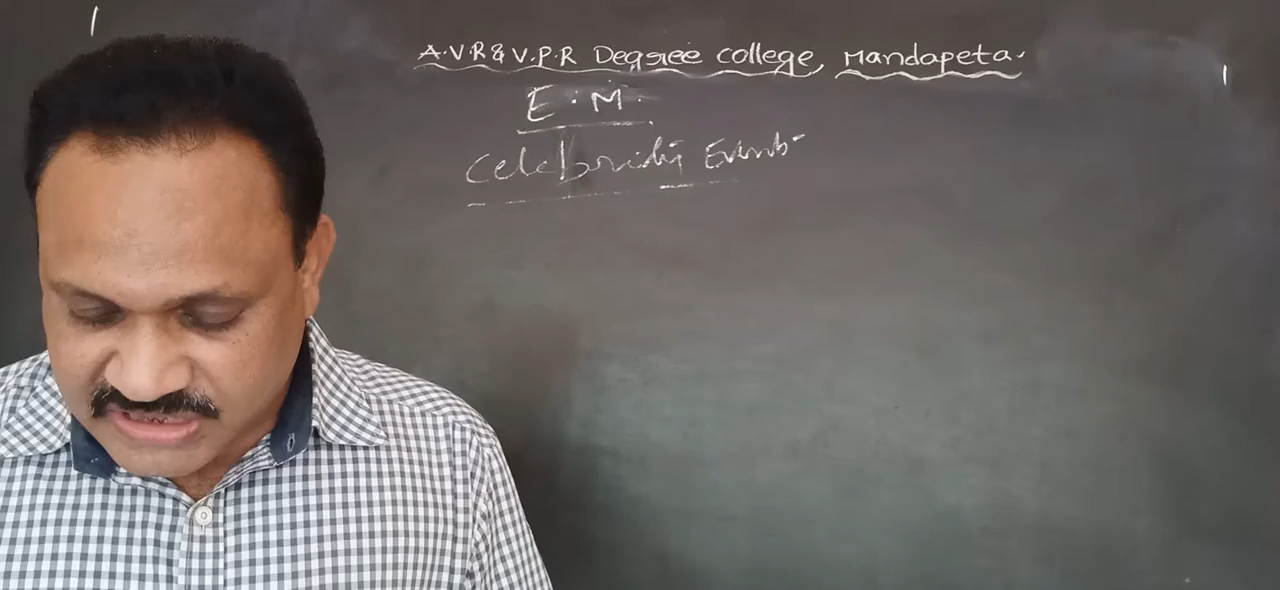 A.V.R & V.P.R Degree College, Mandapeta.
E.M.
Celebrity Events